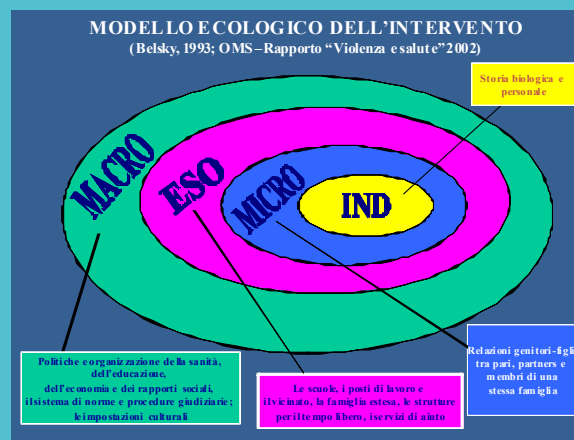 MODELLO ECOLOGICO DELL'INTERVENTO
(Belsky, 1993; OMS–Rapporto "Violenza e salute" 2002)
Storia biologica e
personale
MACRO
ESO
MICRO
IND
Politiche e organizzazione della sanità,
dell'educazione,
dell'economia e dei rapporti sociali,
il sistema di norme e procedure giudiziarie;
le impostazioni culturali
Le scuole, i posti di lavoro e
il vicinato, la famiglia estesa, le strutture
per il tempo libero, i servizi di aiuto
Relazioni genitori-figli
tra pari, partners e
membri di una
stessa famiglia